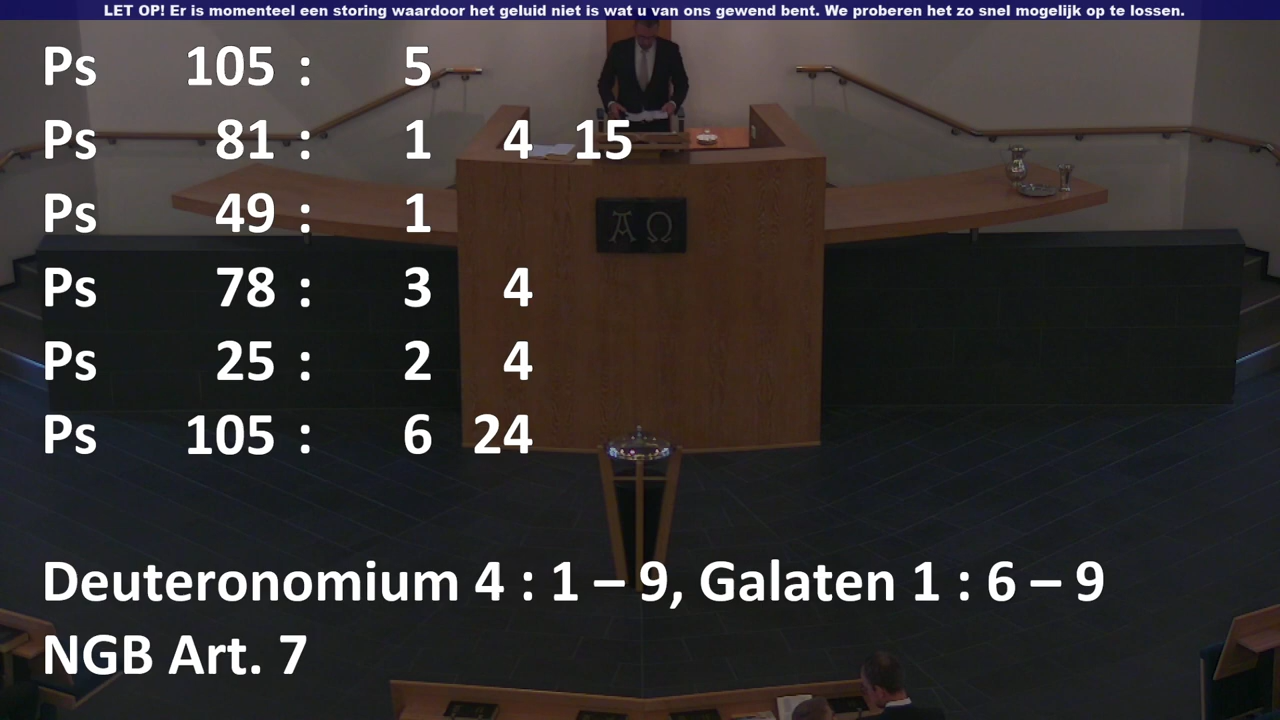 LET OP! Er is momenteel een storing waardoor het geluid niet is wat u van ons gewend bent. We proberen het zo snel mogelijk op te lossen.
Ps 105 : 5
Ps 81 : 1 4 15
Ps 49 : 1
Ps 78 : 3 4
Ps 25 : 2 4
Ps 105 : 6 24
Α Ω
Deuteronomium 4 : 1 – 9, Galaten 1 : 6 – 9
NGB Art. 7